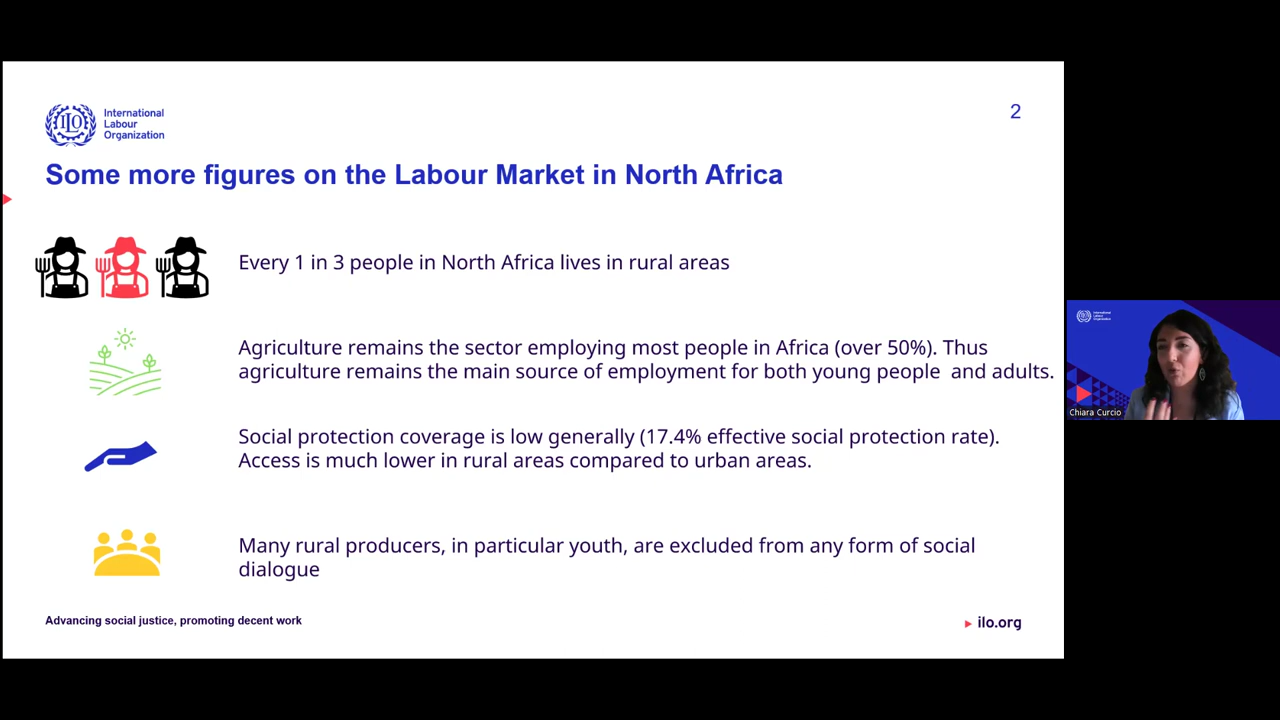 International
Labour
Organization
2
Some more figures on the Labour Market in North Africa
Every 1 in 3 people in North Africa lives in rural areas
Agriculture remains the sector employing most people in Africa (over 50%). Thus
agriculture remains the main source of employment for both young people  and adults.
Social protection coverage is low generally (17.4% effective social protection rate).
Access is much lower in rural areas compared to urban areas.
Many rural producers, in particular youth, are excluded from any form of social
dialogue
Advancing social justice, promoting decent work
ilo.org
International
Labour
Organization
Chiara Curcio